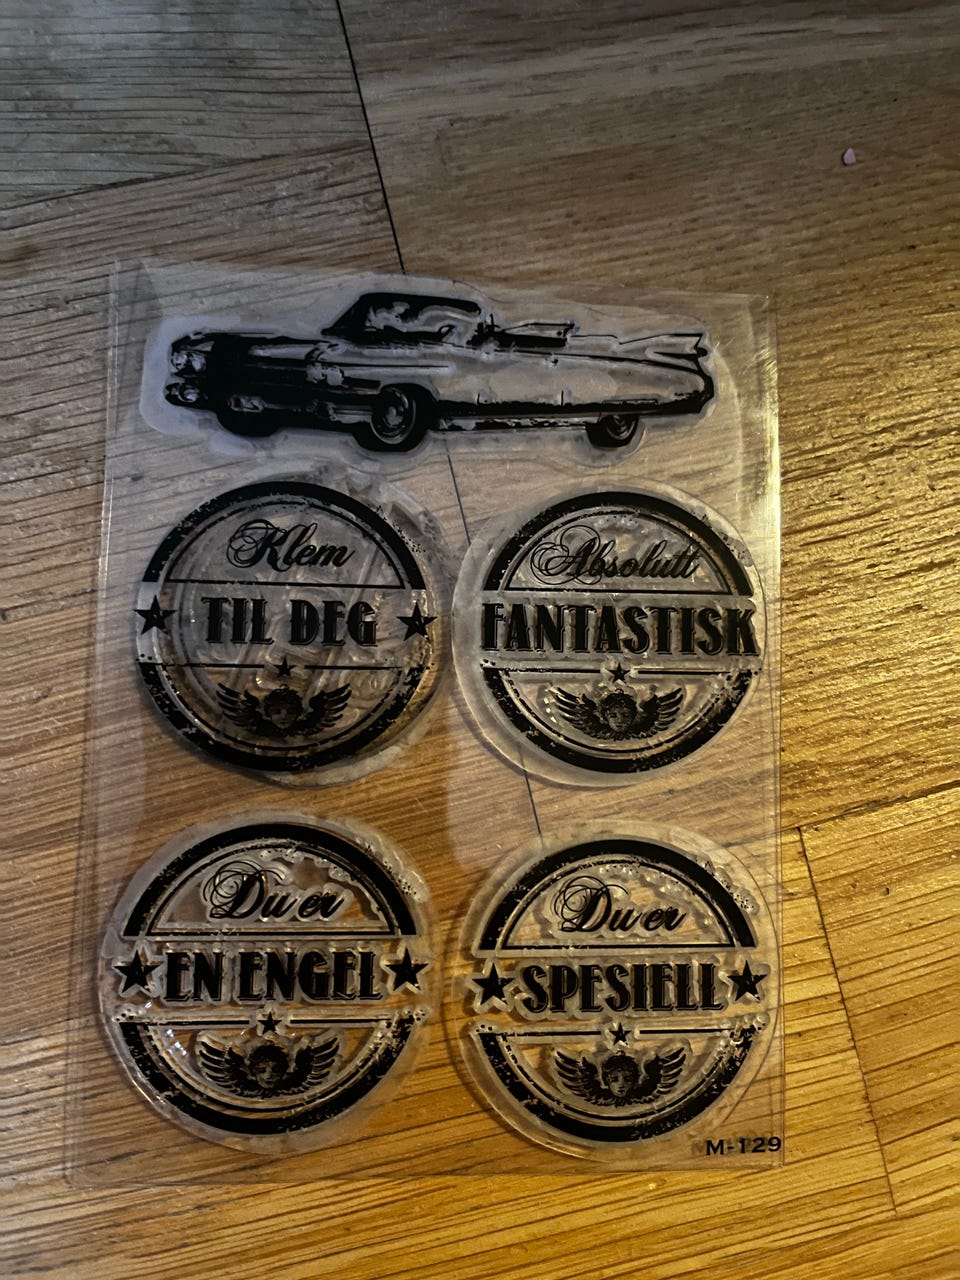 Klem
TIL DEG
Absolutt
FANTASTISK
Du er
EN ENGEL
Du er
SPESIELL
M-129